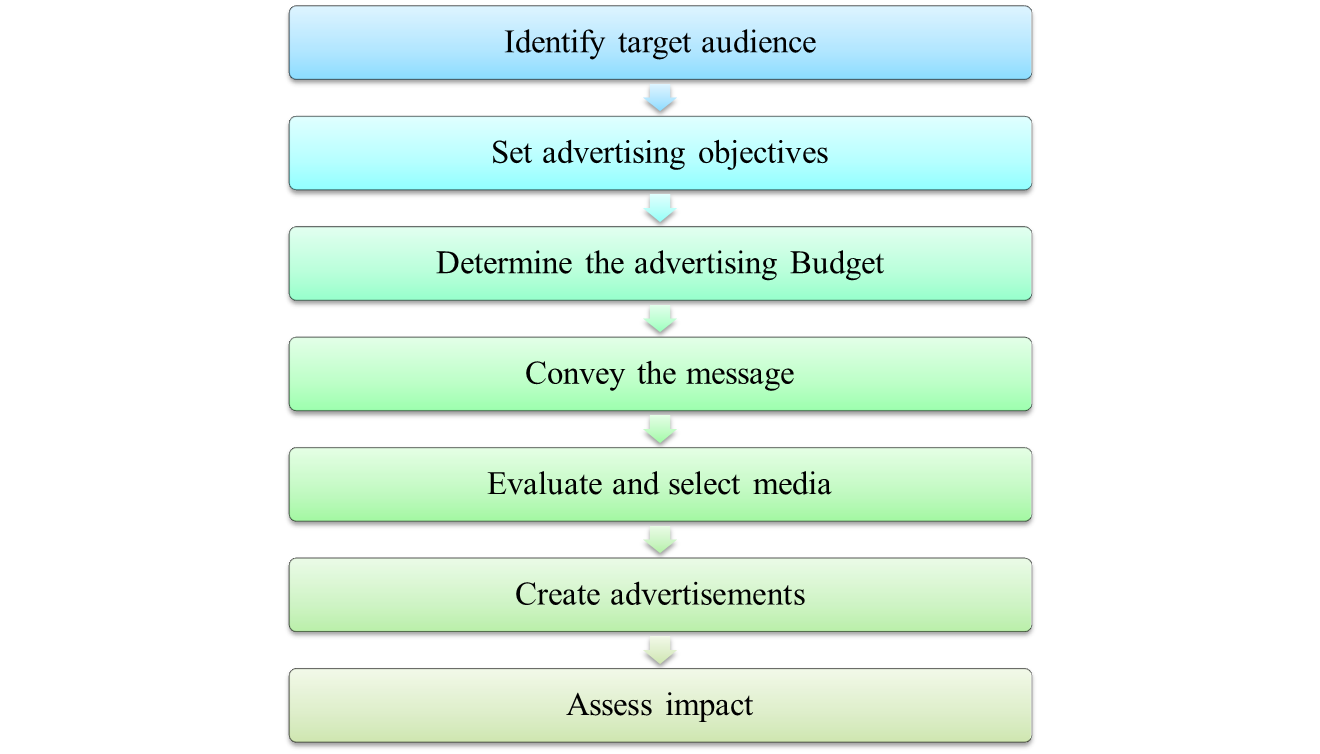 Identify target audience
Set advertising objectives
Determine the advertising Budget
Convey the message
Evaluate and select media
Create advertisements
Assess impact